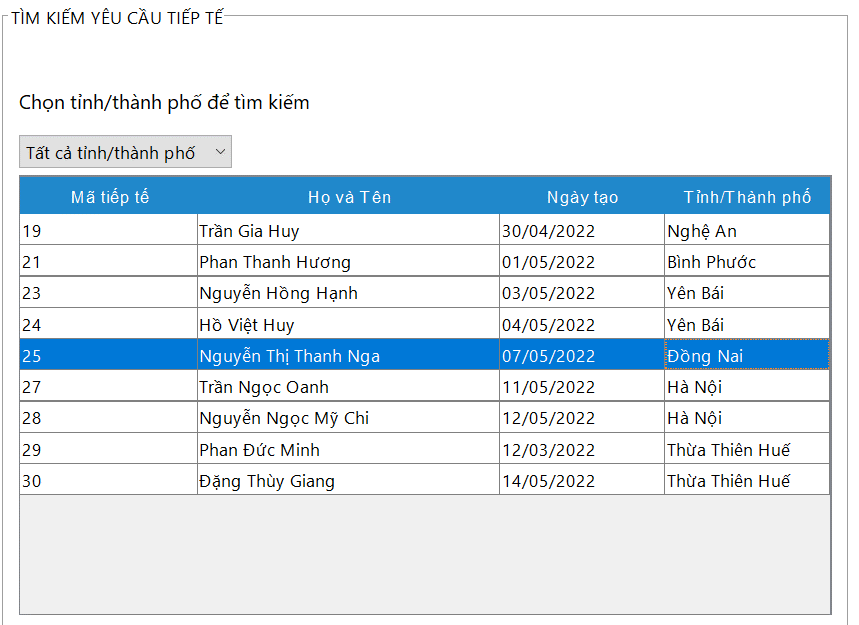 TÌM KIẾM YÊU CẦU TIẾP TẾ
Chọn tỉnh/thành phố để tìm kiếm
Tất cả tỉnh/thành phố
Mã tiếp tế Họ và Tên Ngày tạo Tỉnh/Thành phố
19 Trần Gia Huy 30/04/2022 Nghệ An
21 Phan Thanh Hương 01/05/2022 Bình Phước
23 Nguyễn Hồng Hạnh 03/05/2022 Yên Bái
24 Hồ Việt Huy 04/05/2022 Yên Bái
25 Nguyễn Thị Thanh Nga 07/05/2022 Đồng Nai
27 Trần Ngọc Oanh 11/05/2022 Hà Nội
28 Nguyễn Ngọc Mỹ Chi 12/05/2022 Hà Nội
29 Phan Đức Minh 12/03/2022 Thừa Thiên Huế
30 Đặng Thùy Giang 14/05/2022 Thừa Thiên Huế